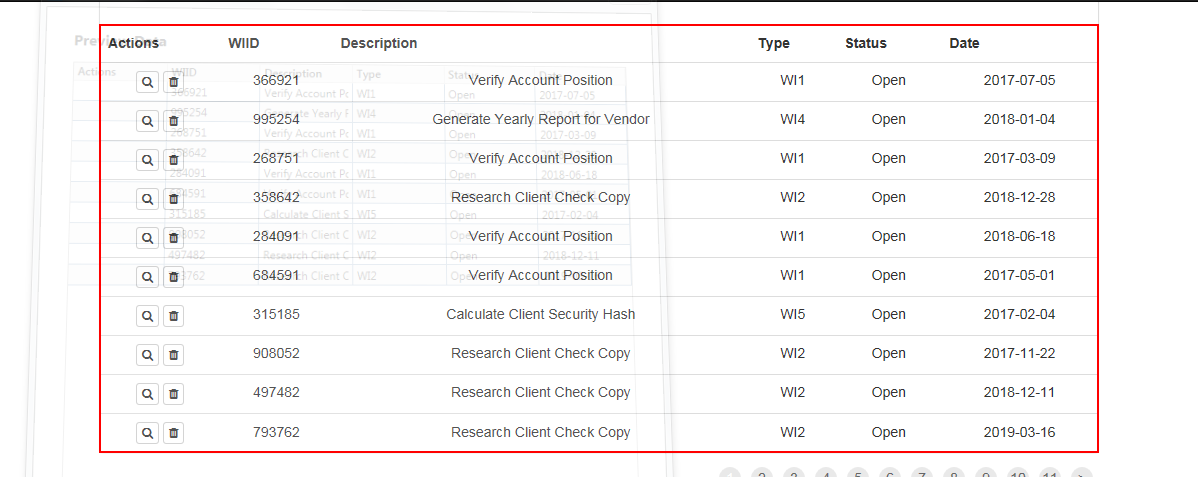 Preview Data
Actions WIID Description Type Status Date
366921 Verify Account Position WI1 Open 2017-07-05
995254 Generate Yearly Report for Vendor WI4 Open 2018-01-04
268751 Verify Account Position WI1 Open 2017-03-09
358642 Research Client Check Copy WI2 Open 2018-12-28
284091 Verify Account Position WI1 Open 2018-06-18
684591 Verify Account Position WI1 Open 2017-05-01
315185 Calculate Client Security Hash WI5 Open 2017-02-04
908052 Research Client Check Copy WI2 Open 2017-11-22
497482 Research Client Check Copy WI2 Open 2018-12-11
793762 Research Client Check Copy WI2 Open 2019-03-16
2 3 4 5 6 7 8 9 10 11 >